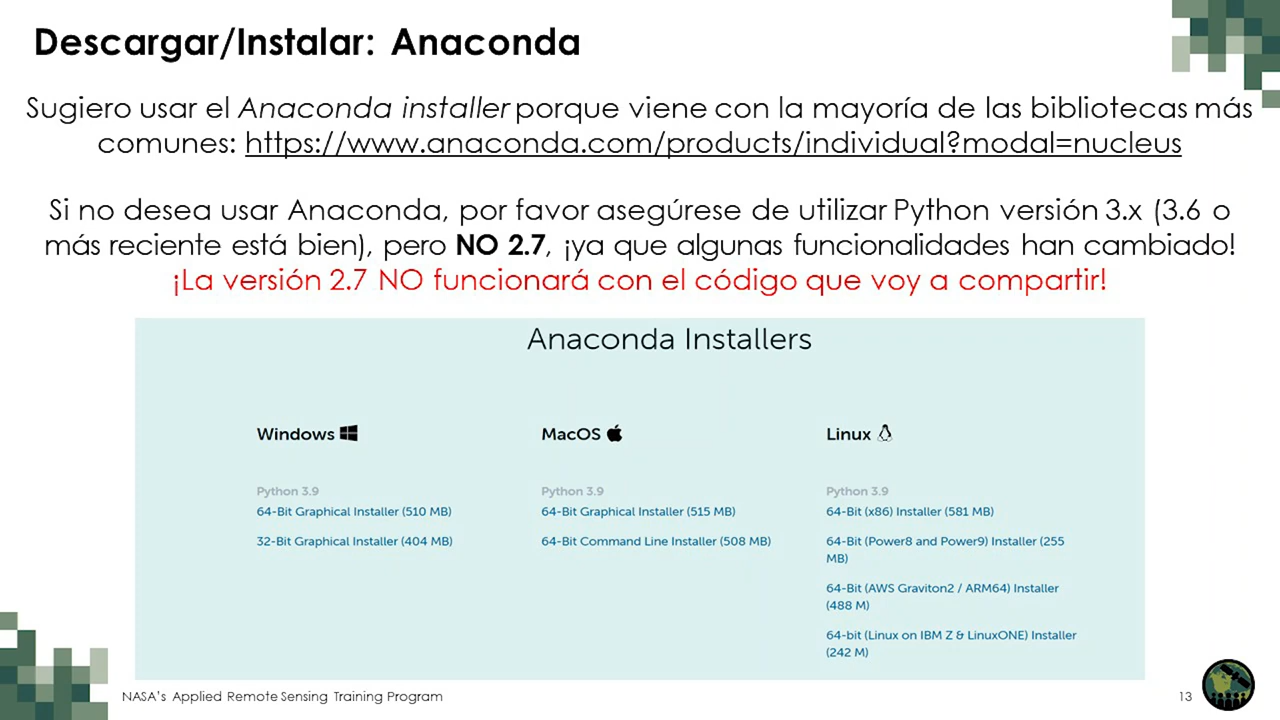 Descargar/Instalar: Anaconda
Sugiero usar el Anaconda installer porque viene con la mayoría de las bibliotecas más
comunes: https://www.anaconda.com/products/individual?modal=nucleus
Si no desea usar Anaconda, por favor asegúrese de utilizar Python versión 3.x (3.6 o
más reciente está bien), pero NO 2.7, ¡ya que algunas funcionalidades han cambiado!
¡La versión 2.7 NO funcionará con el código que voy a compartir!
Anaconda Installers
Windows
Python 3.9
64-Bit Graphical Installer (510 MB)
32-Bit Graphical Installer (404 MB)
MacOS
Python 3.9
64-Bit Graphical Installer (515 MB)
64-Bit Command Line Installer (508 MB)
Linux
Python 3.9
64-Bit (x86) Installer (581 MB)
64-Bit (Power8 and Power9) Installer (255
MB)
64-Bit (AWS Graviton2 / ARM64) Installer
(488 M)
64-bit (Linux on IBM Z & LinuxONE) Installer
(242 M)
NASA's Applied Remote Sensing Training Program
13